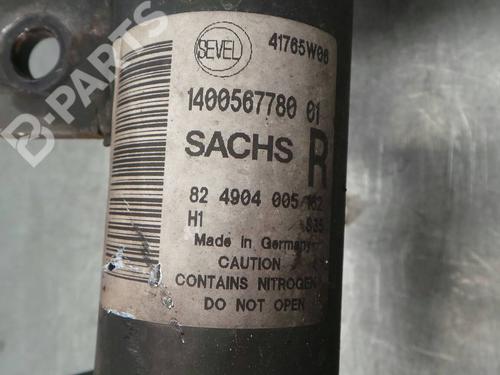 B-PARTS
SEVEL 41765W06
1400567780 01
SACHS R
82 4904 005
H1 935
Made in Germany
CAUTION
CONTAINS NITROGEN
DO NOT OPEN